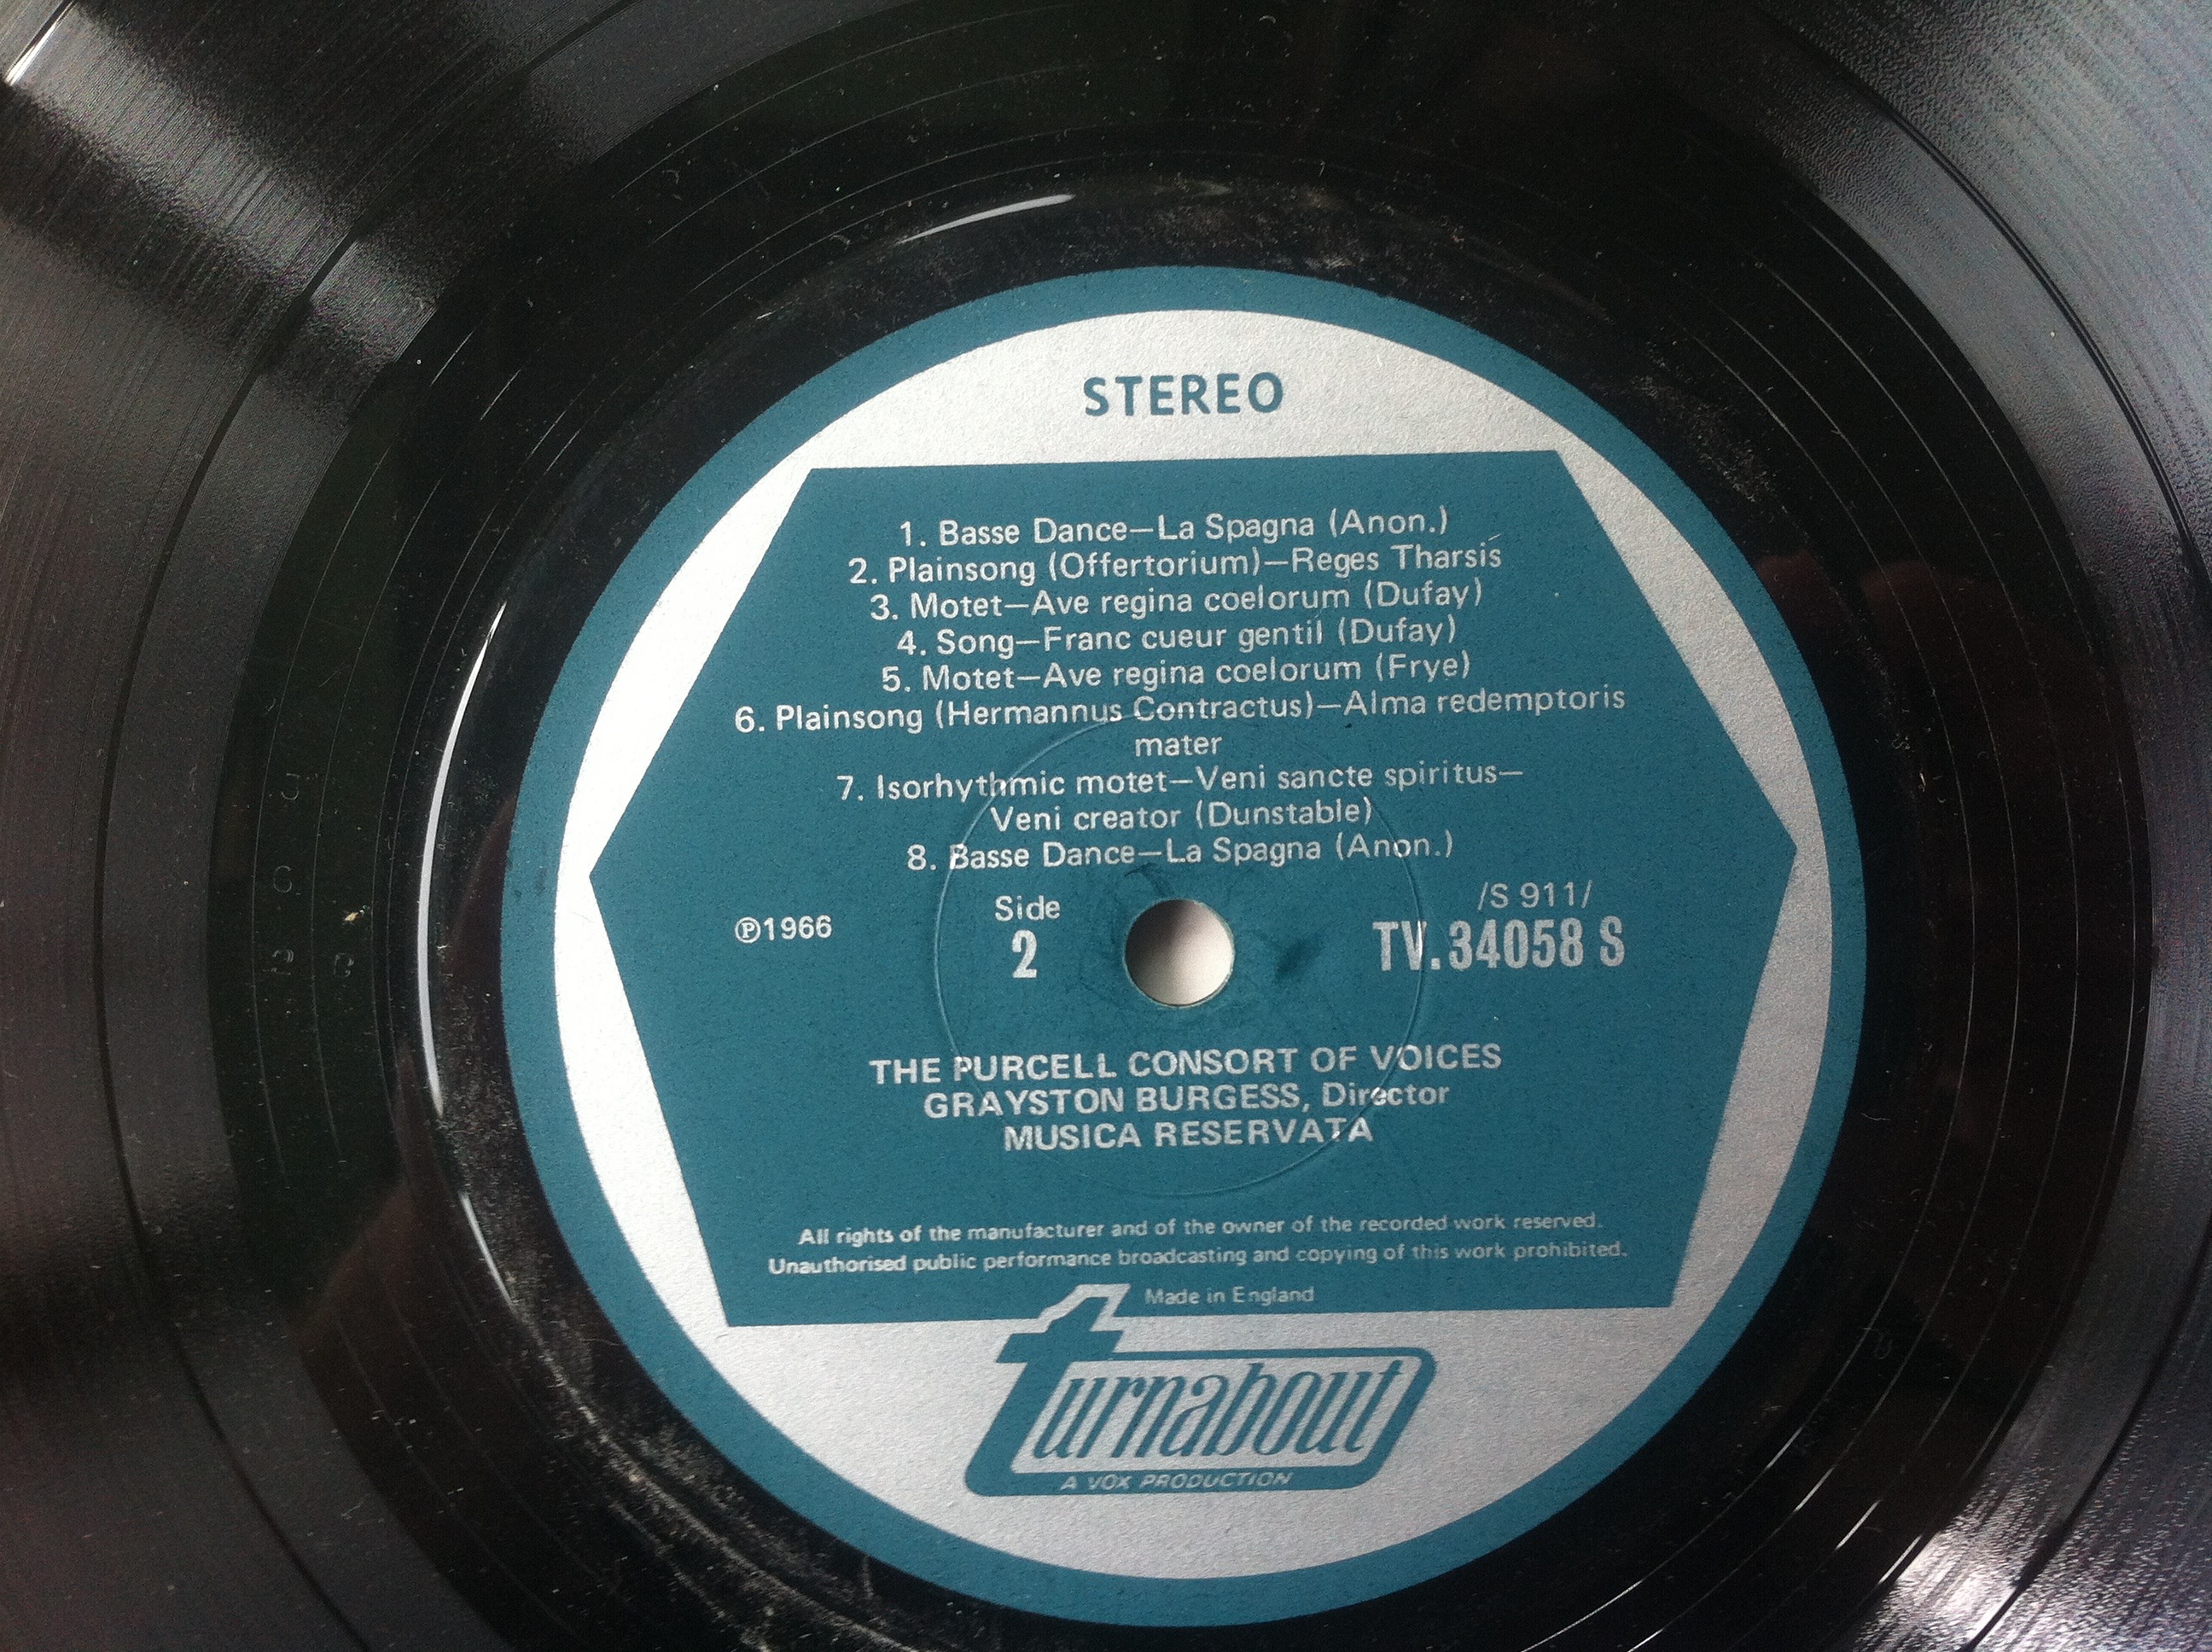 STEREO
1. Basse Dance—La Spagna (Anon.)
2. Plainsong (Offertorium)—Reges Tharsis
3. Motet—Ave regina coelorum (Dufay)
4. Song—Franc cueur gentil (Dufay)
5. Motet—Ave regina coelorum (Frye)
6. Plainsong (Hermannus Contractus)—Alma redemptoris
mater
7. Isorhythmic motet—Veni sancte spiritus—
Veni creator (Dunstable)
8. Basse Dance—La Spagna (Anon.)
℗1966
Side
2
/S 911/
TV.34058 S
THE PURCELL CONSORT OF VOICES
GRAYSTON BURGESS, Director
MUSICA RESERVATA
All rights of the manufacturer and of the owner of the recorded work reserved.
Unauthorised public performance broadcasting and copying of this work prohibited.
Made in England
turnabout
A VOX PRODUCTION